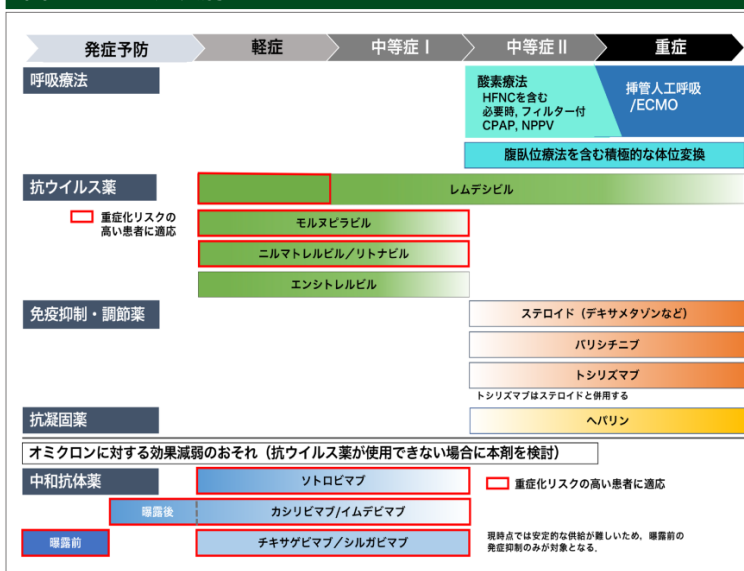 発症予防
軽症
中等症Ⅰ
中等症Ⅱ
重症
呼吸療法
酸素療法
HFNCを含む
必要時, フィルター付
CPAP, NPPV
挿管人工呼吸
/ECMO
腹臥位療法を含む積極的な体位変換
抗ウイルス薬
レムデシビル
重症化リスクの
高い患者に適応
モルヌピラビル
ニルマトレルビル／リトナビル
エンシトレルビル
免疫抑制・調節薬
ステロイド（デキサメタゾンなど）
バリシチニブ
トシリズマブ
トシリズマブはステロイドと併用する
抗凝固薬
ヘパリン
オミクロンに対する効果減弱のおそれ（抗ウイルス薬が使用できない場合に本剤を検討）
中和抗体薬
ソトロビマブ
重症化リスクの高い患者に適応
曝露後
カシリビマブ/イムデビマブ
曝露前
チキサゲビマブ／シルガビマブ
現時点では安定的な供給が難しいため，曝露前の
発症抑制のみが対象となる．